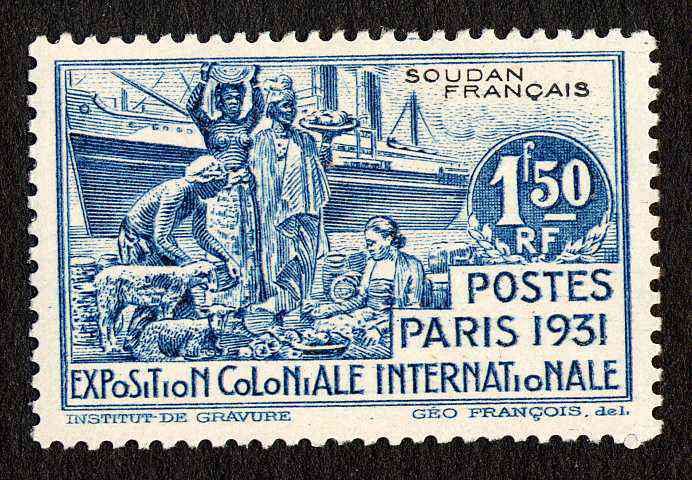 SOUDAN
FRANÇAIS
1F50
RF
POSTES
PARIS 1931
EXPOSITION COLONIALE INTERNATIONALE
INSTITUT DE GRAVURE
GÉO FRANÇOIS, del.